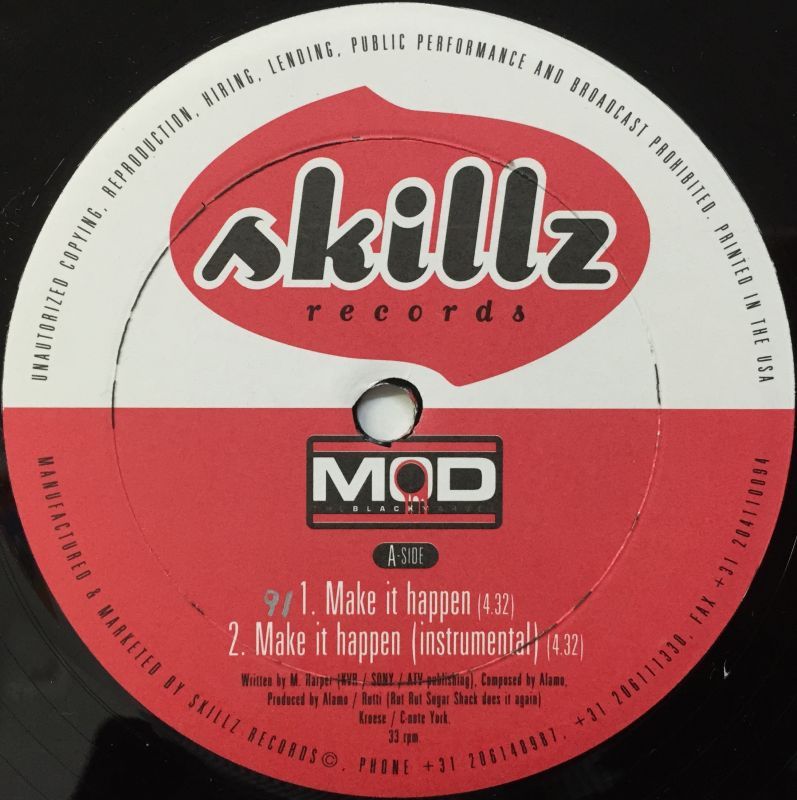 UNAUTORIZED COPYING, REPRODUCTION, HIRING, LENDING, PUBLIC PERFORMANCE AND BROADCAST PROHIBITED. PRINTED IN THE USA
skillz
records
MOD
BLACK
A-SIDE
91 1. Make it happen (4.32)
2. Make it happen (instrumental) (4.32)
Written by M. Harper (KVR / SONY / ATV publishing), Composed by Alamo,
Produced by Alamo / Rutti (Rut Rut Sugar Shack does it again)
Kroese / C-note York.
33 rpm
MANUFACTURED & MARKETED BY SKILLZ RECORDS©. PHONE +31 206148987. +31 206111330. FAX +31 204110094